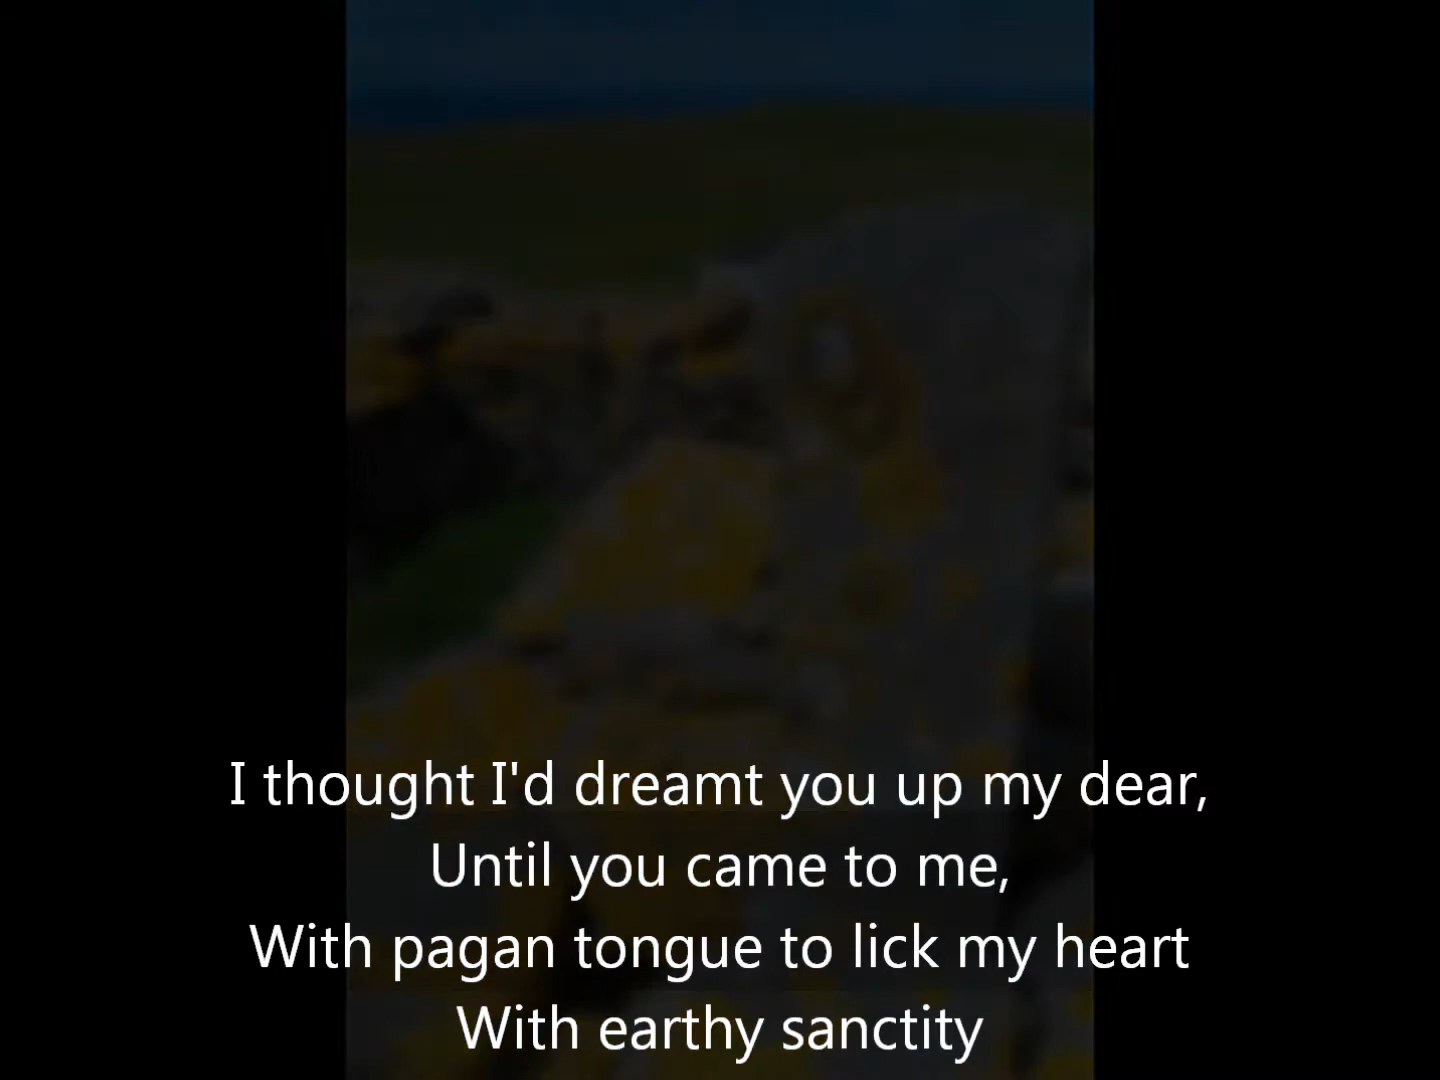 I thought I'd dreamt you up my dear,
Until you came to me,
With pagan tongue to lick my heart
With earthy sanctity